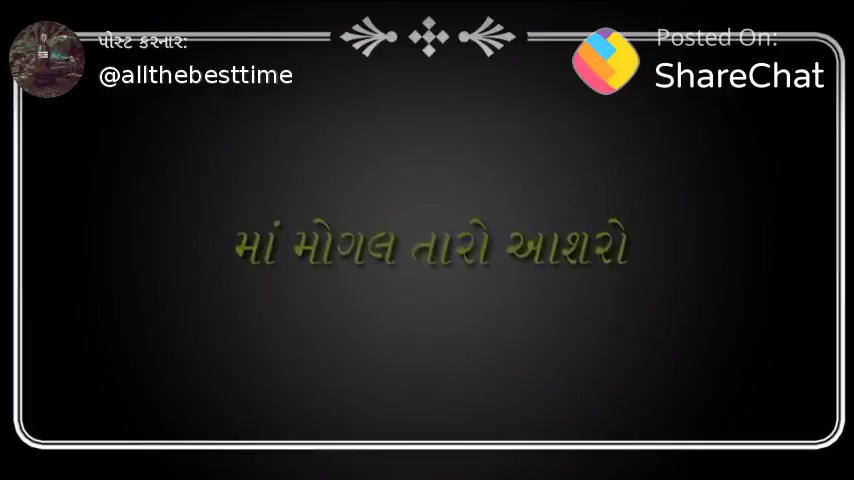 પોસ્ટ કરનાર:
@allthebesttime
Posted On:
ShareChat
માં મોગલ તારો આશરો